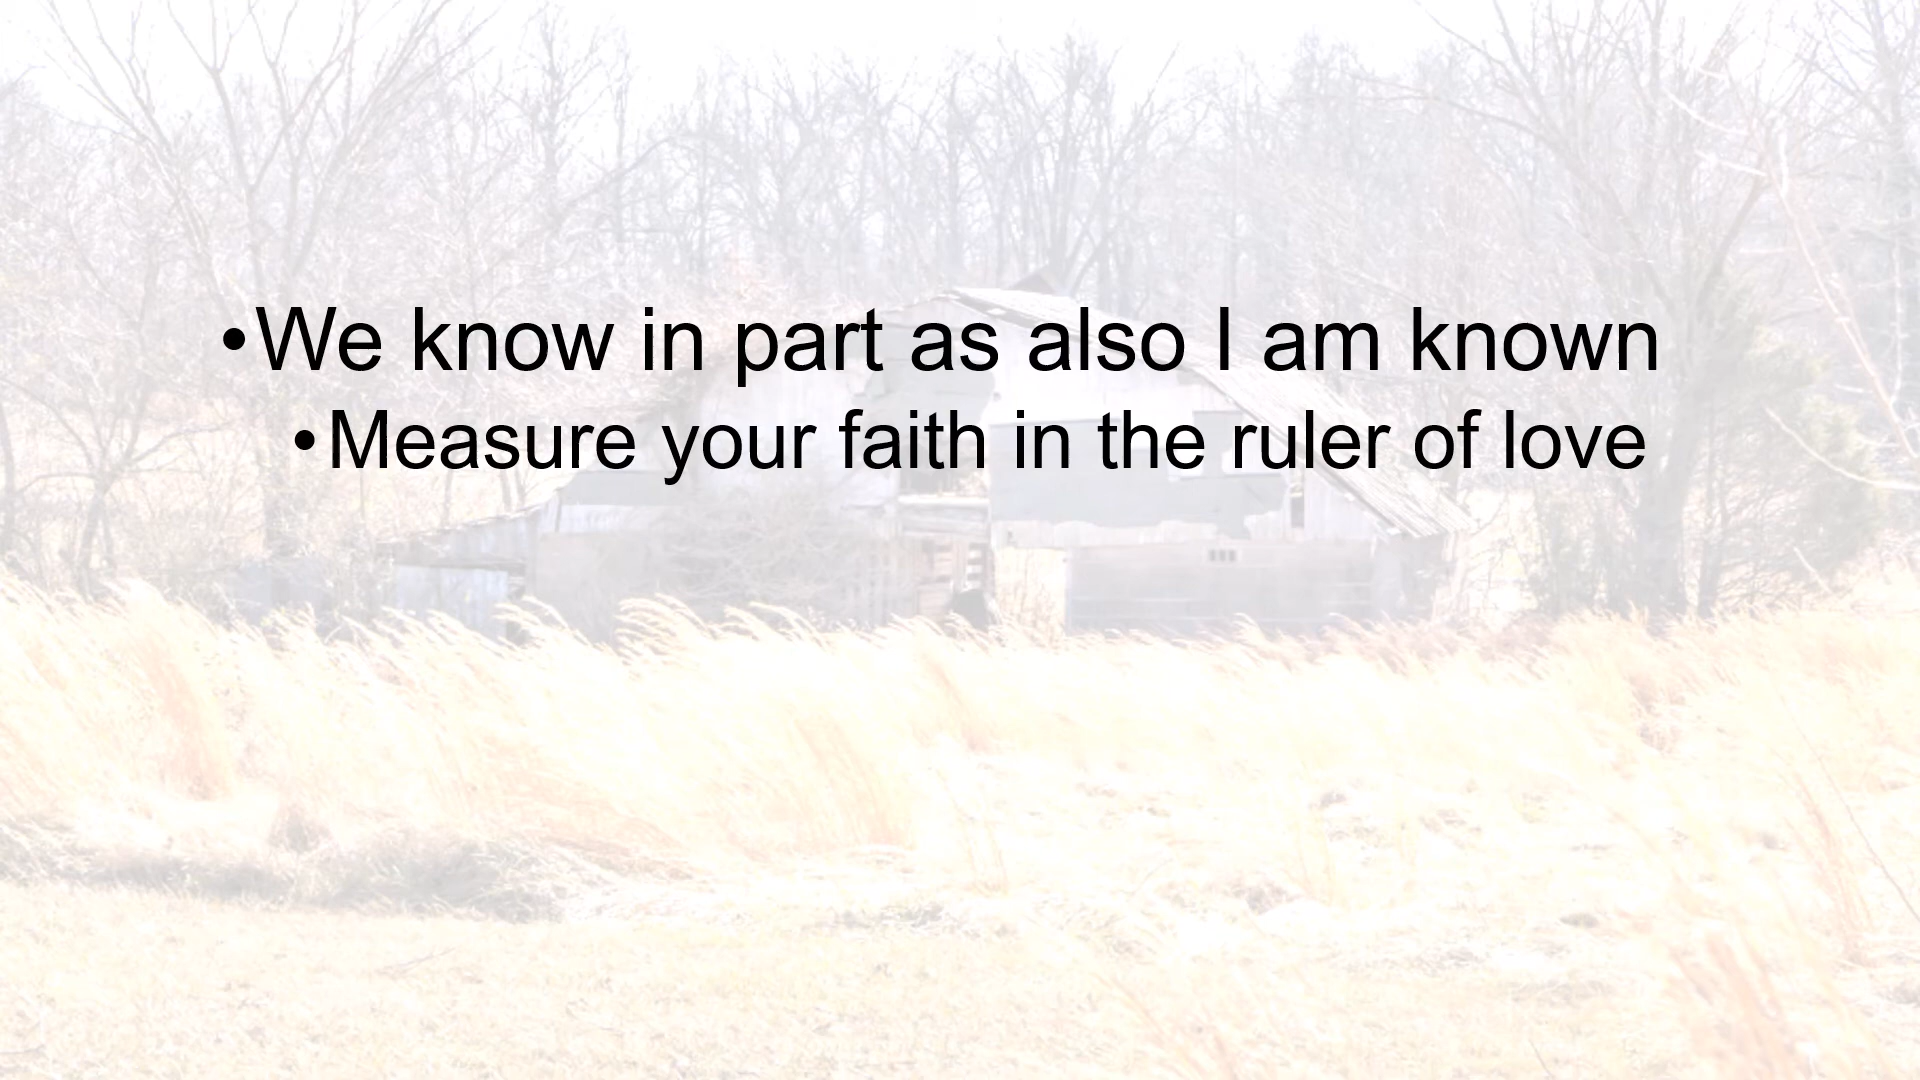 •We know in part as also I am known
•Measure your faith in the ruler of love